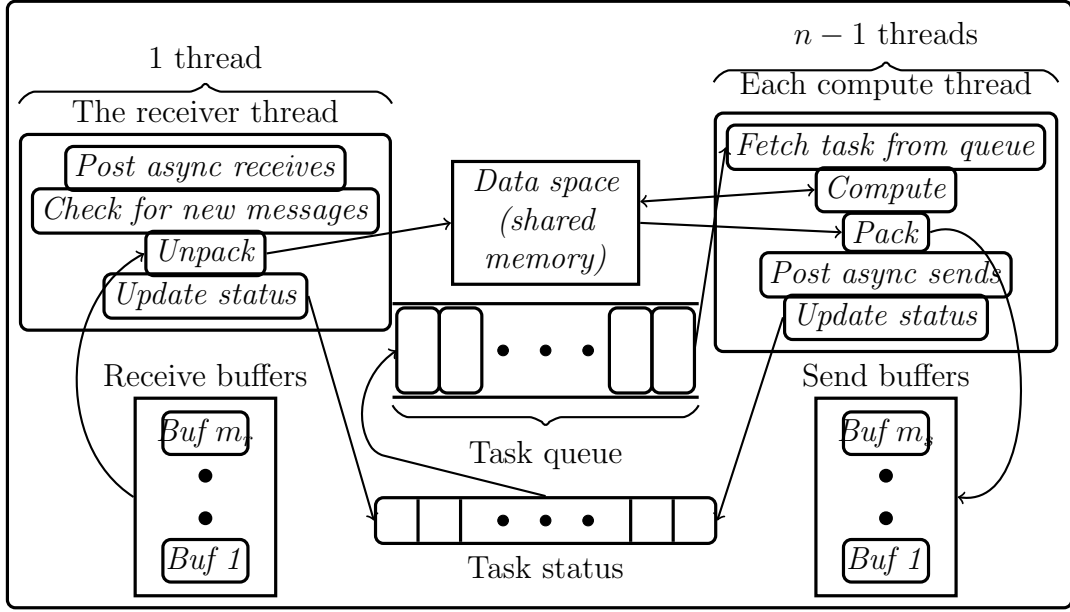 1 thread
The receiver thread
Post async receives
Check for new messages
Unpack
Update status
Receive buffers
Buf m_r
Buf 1
Data space
(shared
memory)
Task queue
Task status
n − 1 threads
Each compute thread
Fetch task from queue
Compute
Pack
Post async sends
Update status
Send buffers
Buf m_s
Buf 1